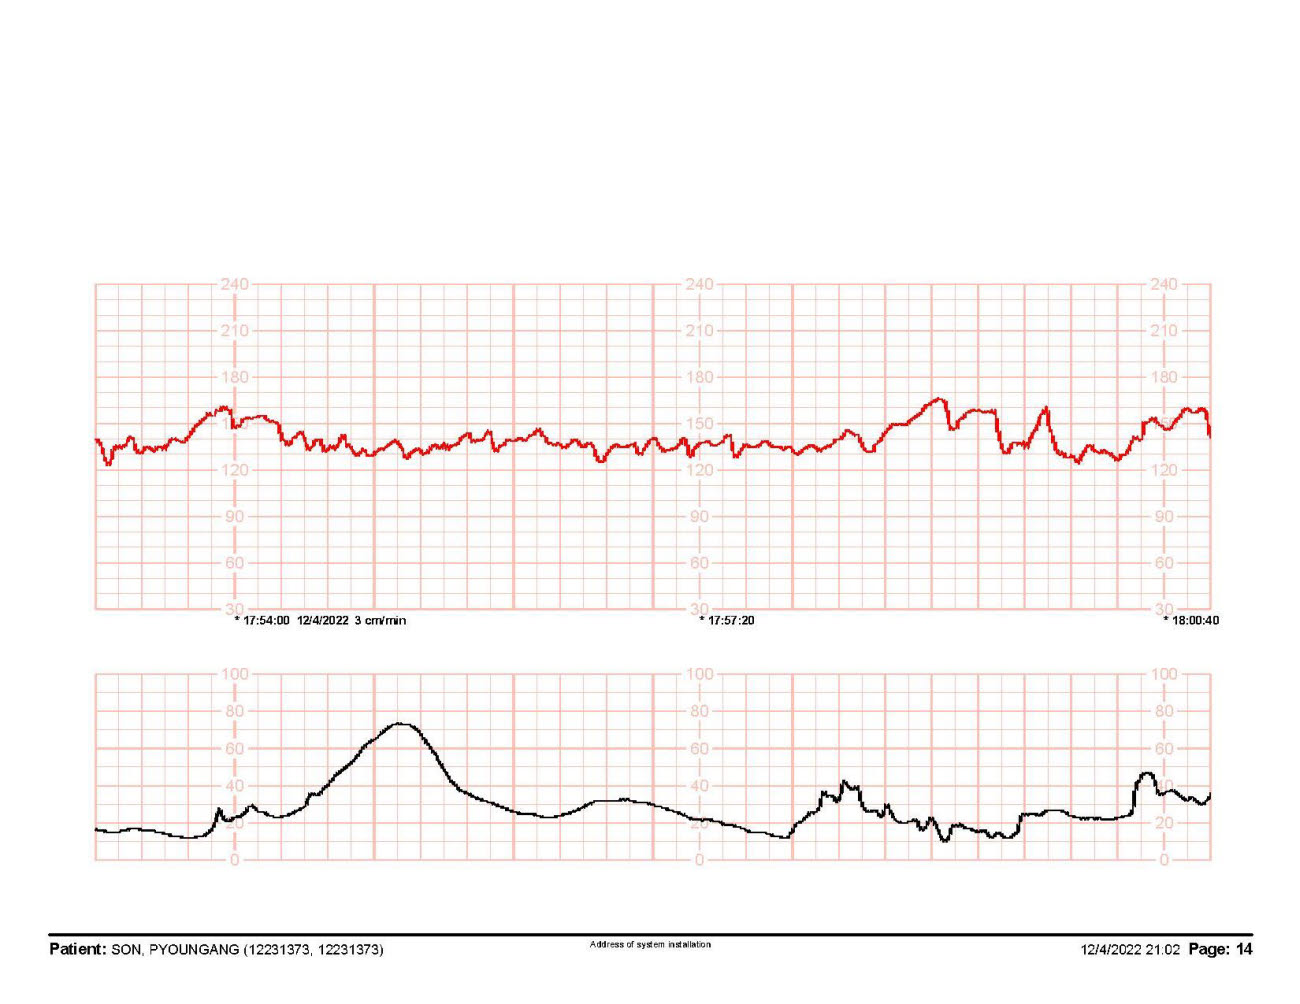 240 240 240
210 210 210
180 180 180
150 150 150
120 120 120
90 90 90
60 60 60
30 30 30
* 17:54:00 12/4/2022 3 cm/min * 17:57:20 * 18:00:40
100 100 100
80 80 80
60 60 60
40 40 40
20 20 20
0 0 0
Patient: SON, PYOUNGANG (12231373, 12231373) Address of system installation 12/4/2022 21:02 Page: 14